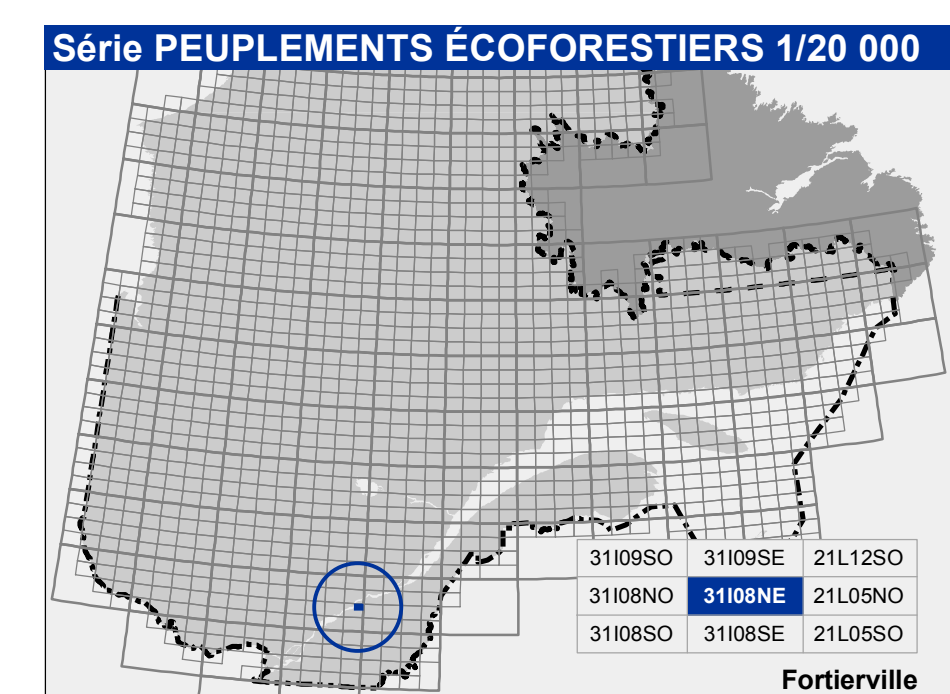 Série PEUPLEMENTS ÉCOFORESTIERS 1/20 000
31I09SO 31I09SE 21L12SO
31I08NO 31I08NE 21L05NO
31I08SO 31I08SE 21L05SO
Fortierville